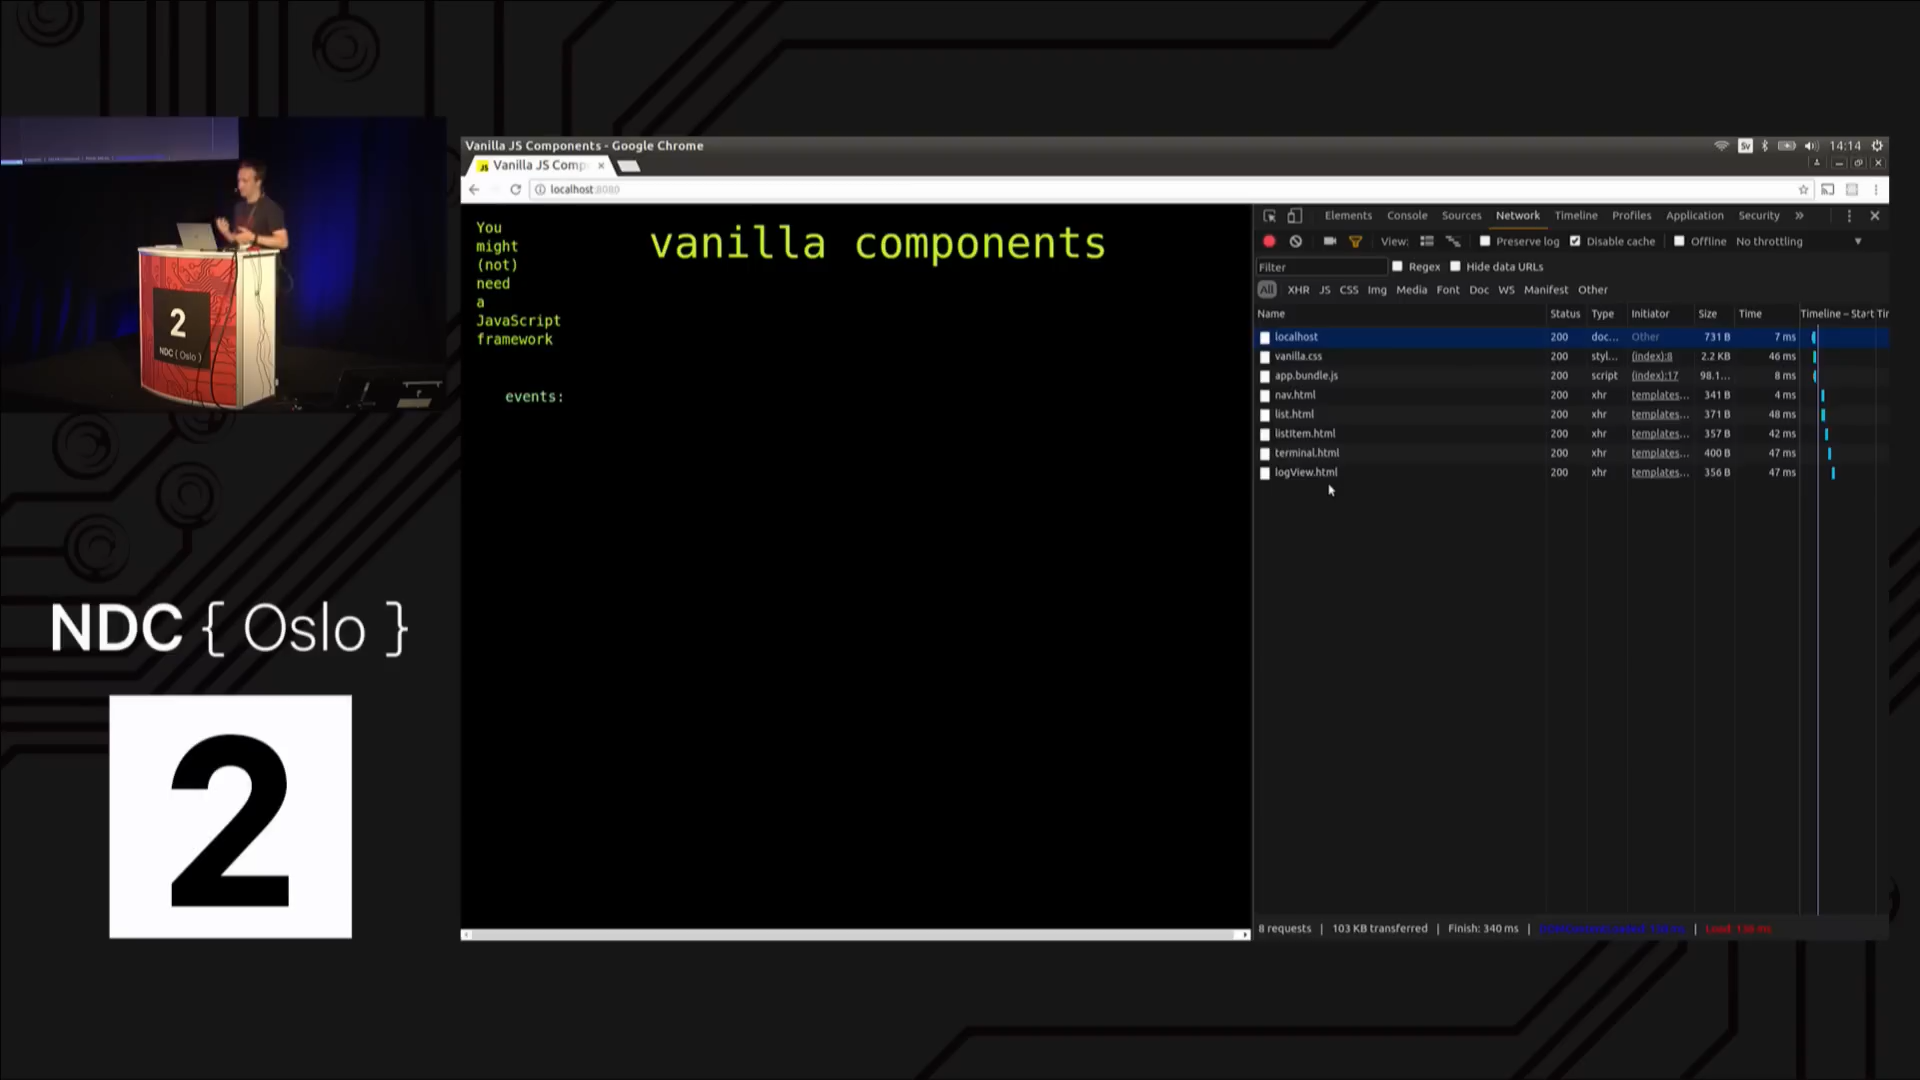 2
NDC { Oslo }
NDC { Oslo }
2
Vanilla JS Components - Google Chrome
Sv
14:14
JS
Vanilla JS Comp
localhost:8080
You
might
(not)
need
a
JavaScript
framework
events:
vanilla components
Elements Console Sources Network Timeline Profiles Application Security »
View: Preserve log Disable cache Offline No throttling
Filter Regex Hide data URLs
All XHR JS CSS Img Media Font Doc WS Manifest Other
Name Status Type Initiator Size Time Timeline – Start Tir
localhost 200 doc... Other 731 B 7 ms
vanilla.css 200 styl... (index):8 2.2 KB 46 ms
app.bundle.js 200 script (index):17 98.1... 8 ms
nav.html 200 xhr templates... 341 B 4 ms
list.html 200 xhr templates... 371 B 48 ms
listItem.html 200 xhr templates... 357 B 42 ms
terminal.html 200 xhr templates... 400 B 47 ms
logView.html 200 xhr templates... 356 B 47 ms
8 requests | 103 KB transferred | Finish: 340 ms | | Load: 136 ms